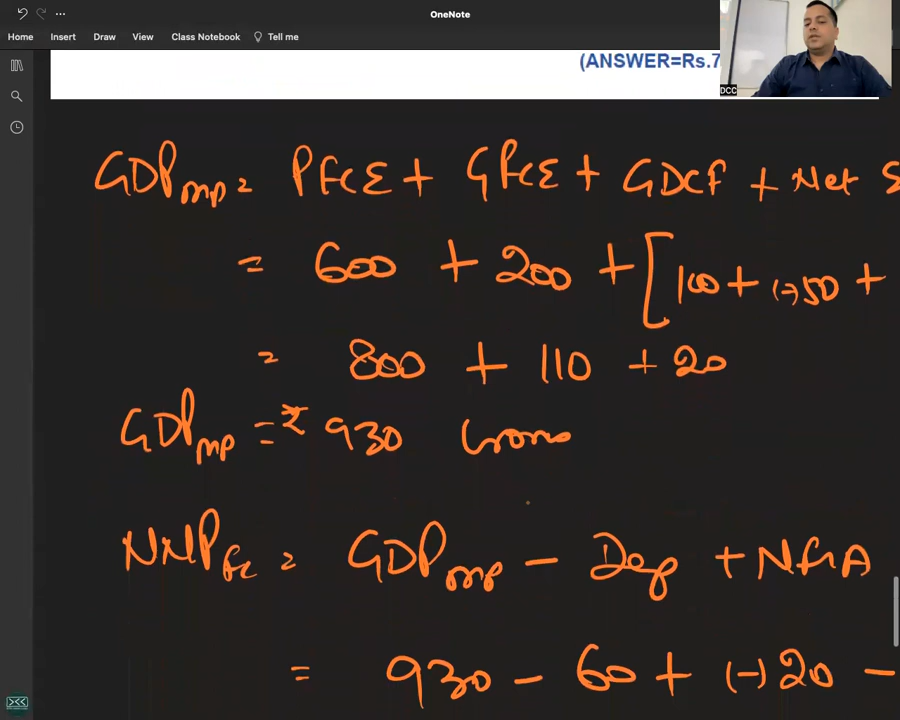 OneNote
Home Insert Draw View Class Notebook Tell me
(ANSWER=Rs.7
DCC
GDPmp = PFCE + GFCE + GDCF + Net
= 600 + 200 + [100 + (-)50 +
= 800 + 110 + 20
GDPmp = ₹ 930 Crores
NNPfc = GDPmp - Dep + NFIA
= 930 - 60 + (-)20 -